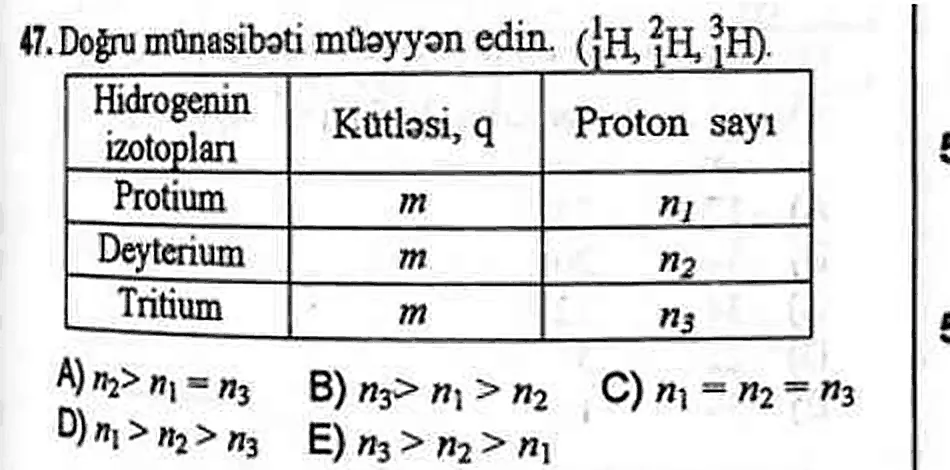 47. Doğru münasibəti müəyyən edin. (¹₁H, ²₁H, ³₁H).
Hidrogenin izotopları | Kütləsi, q | Proton sayı
Protium | m | n₁
Deyterium | m | n₂
Tritium | m | n₃
A) n₂ > n₁ = n₃ B) n₃ > n₁ > n₂ C) n₁ = n₂ = n₃
D) n₁ > n₂ > n₃ E) n₃ > n₂ > n₁